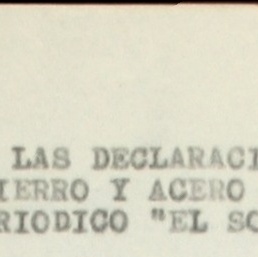 LAS DECLARACI
IERRO Y ACERO
RIODICO "EL SO